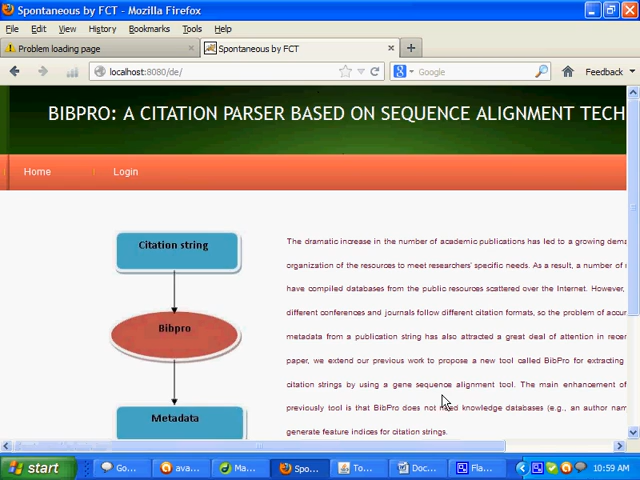 Spontaneous by FCT - Mozilla Firefox
File Edit View History Bookmarks Tools Help
Problem loading page
Spontaneous by FCT
localhost:8080/de/
Google
Feedback
BIBPRO: A CITATION PARSER BASED ON SEQUENCE ALIGNMENT TECH
Home Login
Citation string
Bibpro
Metadata
The dramatic increase in the number of academic publications has led to a growing dema
organization of the resources to meet researchers' specific needs. As a result, a number of
have compiled databases from the public resources scattered over the Internet. However,
different conferences and journals follow different citation formats, so the problem of accur
metadata from a publication string has also attracted a great deal of attention in recen
paper, we extend our previous work to propose a new tool called BibPro for extracting
citation strings by using a gene sequence alignment tool. The main enhancement of
previously tool is that BibPro does not need knowledge databases (e.g., an author nam
generate feature indices for citation strings.
start Go... ava... Ma... Spo... To... Doc... Fla... 10:59 AM